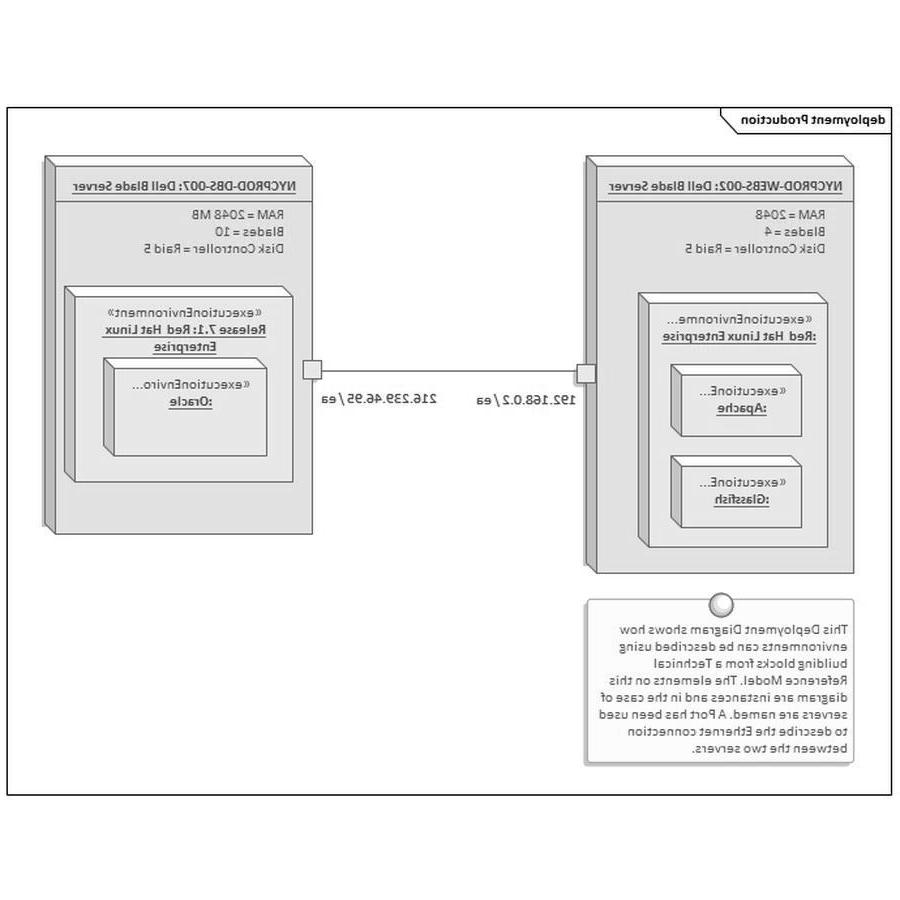 deployment Production
NYCPROD-WEBS-002: Dell Blade Server
RAM = 2048
Blades = 4
Disk Controller = Raid 5
«executionEnvironme...
:Red Hat Linux Enterprise
«executionE...
:Apache
«executionE...
:Glassfish
192.168.0.2 / ea
216.239.46.95 / ea
NYCPROD-DBS-007: Dell Blade Server
RAM = 2048 MB
Blades = 10
Disk Controller = Raid 5
«executionEnvironment»
Release 7.1: Red Hat Linux
Enterprise
«executionEnviro...
:Oracle
This Deployment Diagram shows how
environments can be described using
building blocks from a Technical
Reference Model. The elements on this
diagram are instances and in the case of
servers are named. A Port has been used
to describe the Ethernet connection
between the two servers.